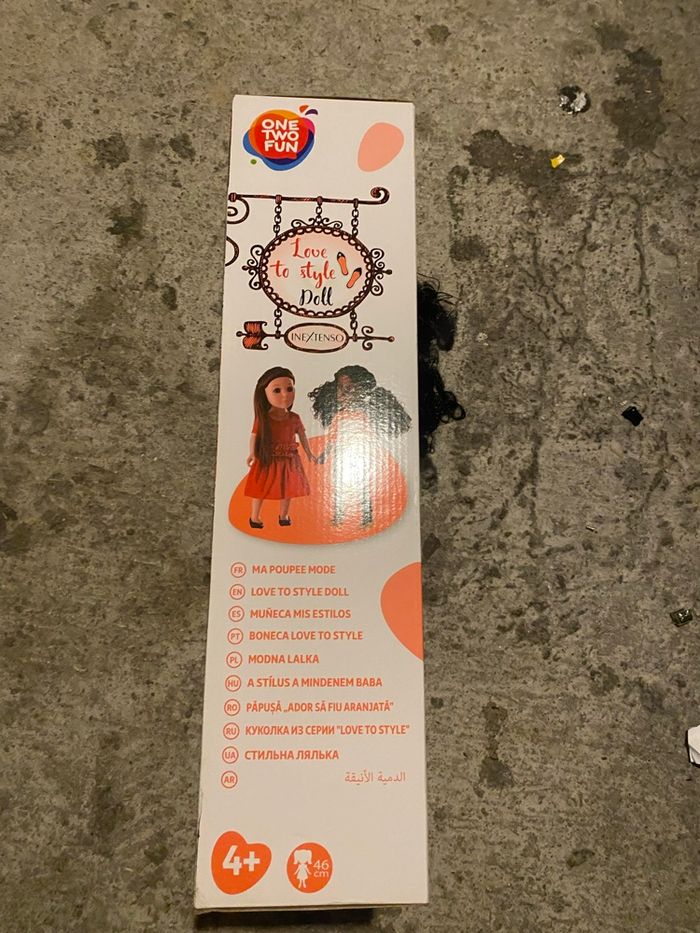 ONE
TWO
FUN
Love
to style
Doll
INEXTENSO
FR MA POUPEE MODE
EN LOVE TO STYLE DOLL
ES MUÑECA MIS ESTILOS
PT BONECA LOVE TO STYLE
PL MODNA LALKA
HU A STÍLUS A MINDENEM BABA
RO PĂPUȘĂ „ADOR SĂ FIU ARANJATĂ"
RU КУКОЛКА ИЗ СЕРИИ "LOVE TO STYLE"
UA СТИЛЬНА ЛЯЛЬКА
AR الدمية الأنيقة
4+
46
cm